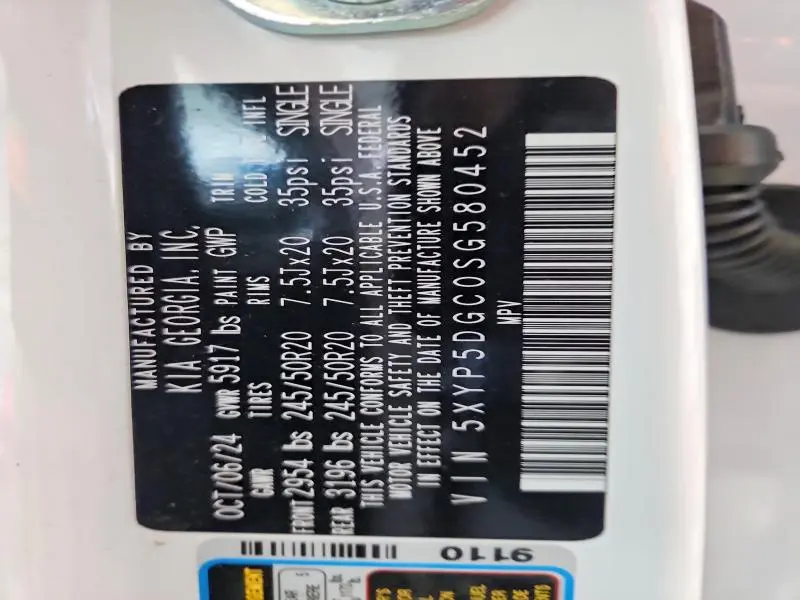 MANUFACTURED BY
KIA GEORGIA, INC.
OCT/06/24 GVWR 5917 lbs PAINT GWP TRIM
GAWR TIRES RIMS COLD INFL
FRONT 2954 lbs 245/50R20 7.5Jx20 35psi SINGLE
REAR 3196 lbs 245/50R20 7.5Jx20 35psi SINGLE
THIS VEHICLE CONFORMS TO ALL APPLICABLE U.S.A. FEDERAL
MOTOR VEHICLE SAFETY AND THEFT PREVENTION STANDARDS
IN EFFECT ON THE DATE OF MANUFACTURE SHOWN ABOVE
VIN 5XYP5DGC0SG580452
MPV
9110